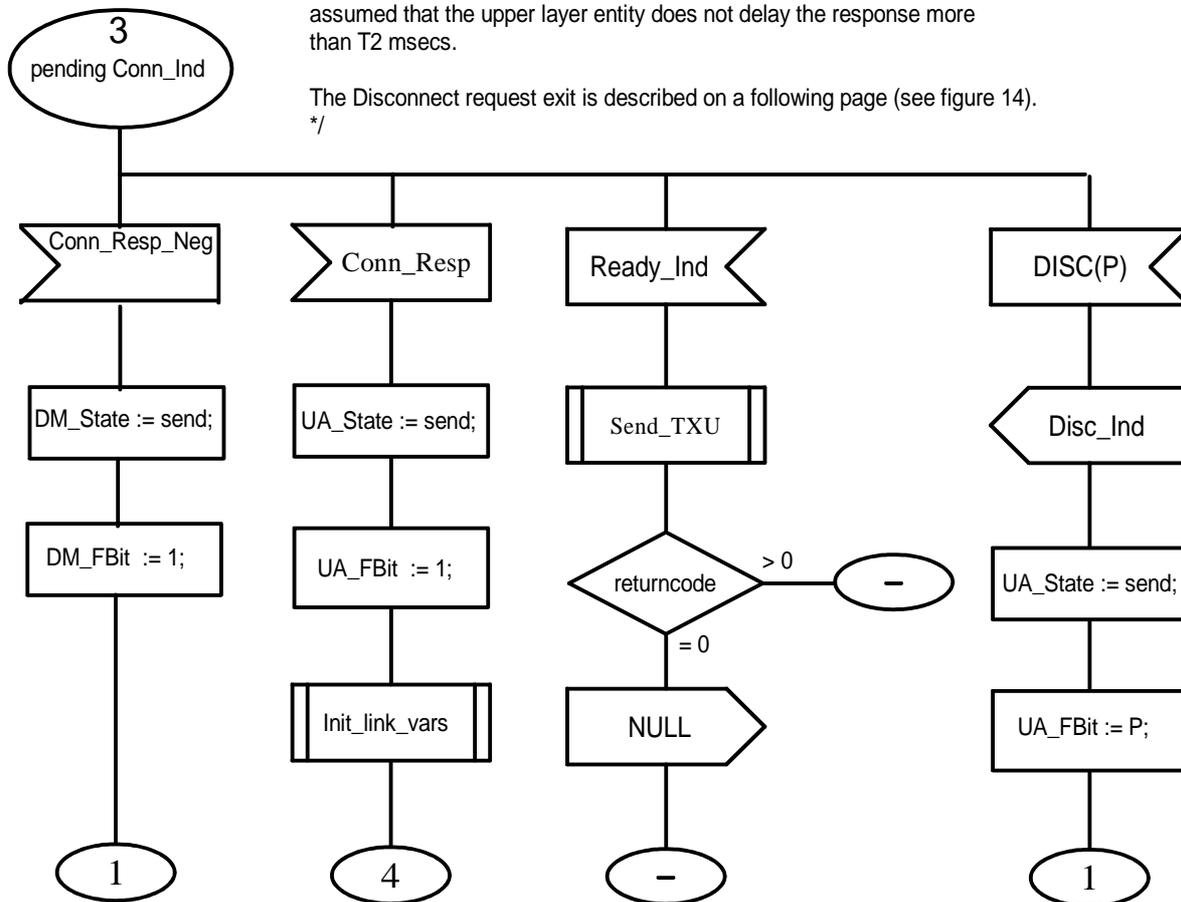 assumed that the upper layer entity does not delay the response more
than T2 msecs.
The Disconnect request exit is described on a following page (see figure 14).
*/
3
pending Conn_Ind
Conn_Resp_Neg
Conn_Resp
Ready_Ind
DISC(P)
DM_State := send;
UA_State := send;
Send_TXU
Disc_Ind
DM_FBit := 1;
UA_FBit := 1;
returncode
> 0
–
UA_State := send;
= 0
Init_link_vars
NULL
UA_FBit := P;
1
4
–
1